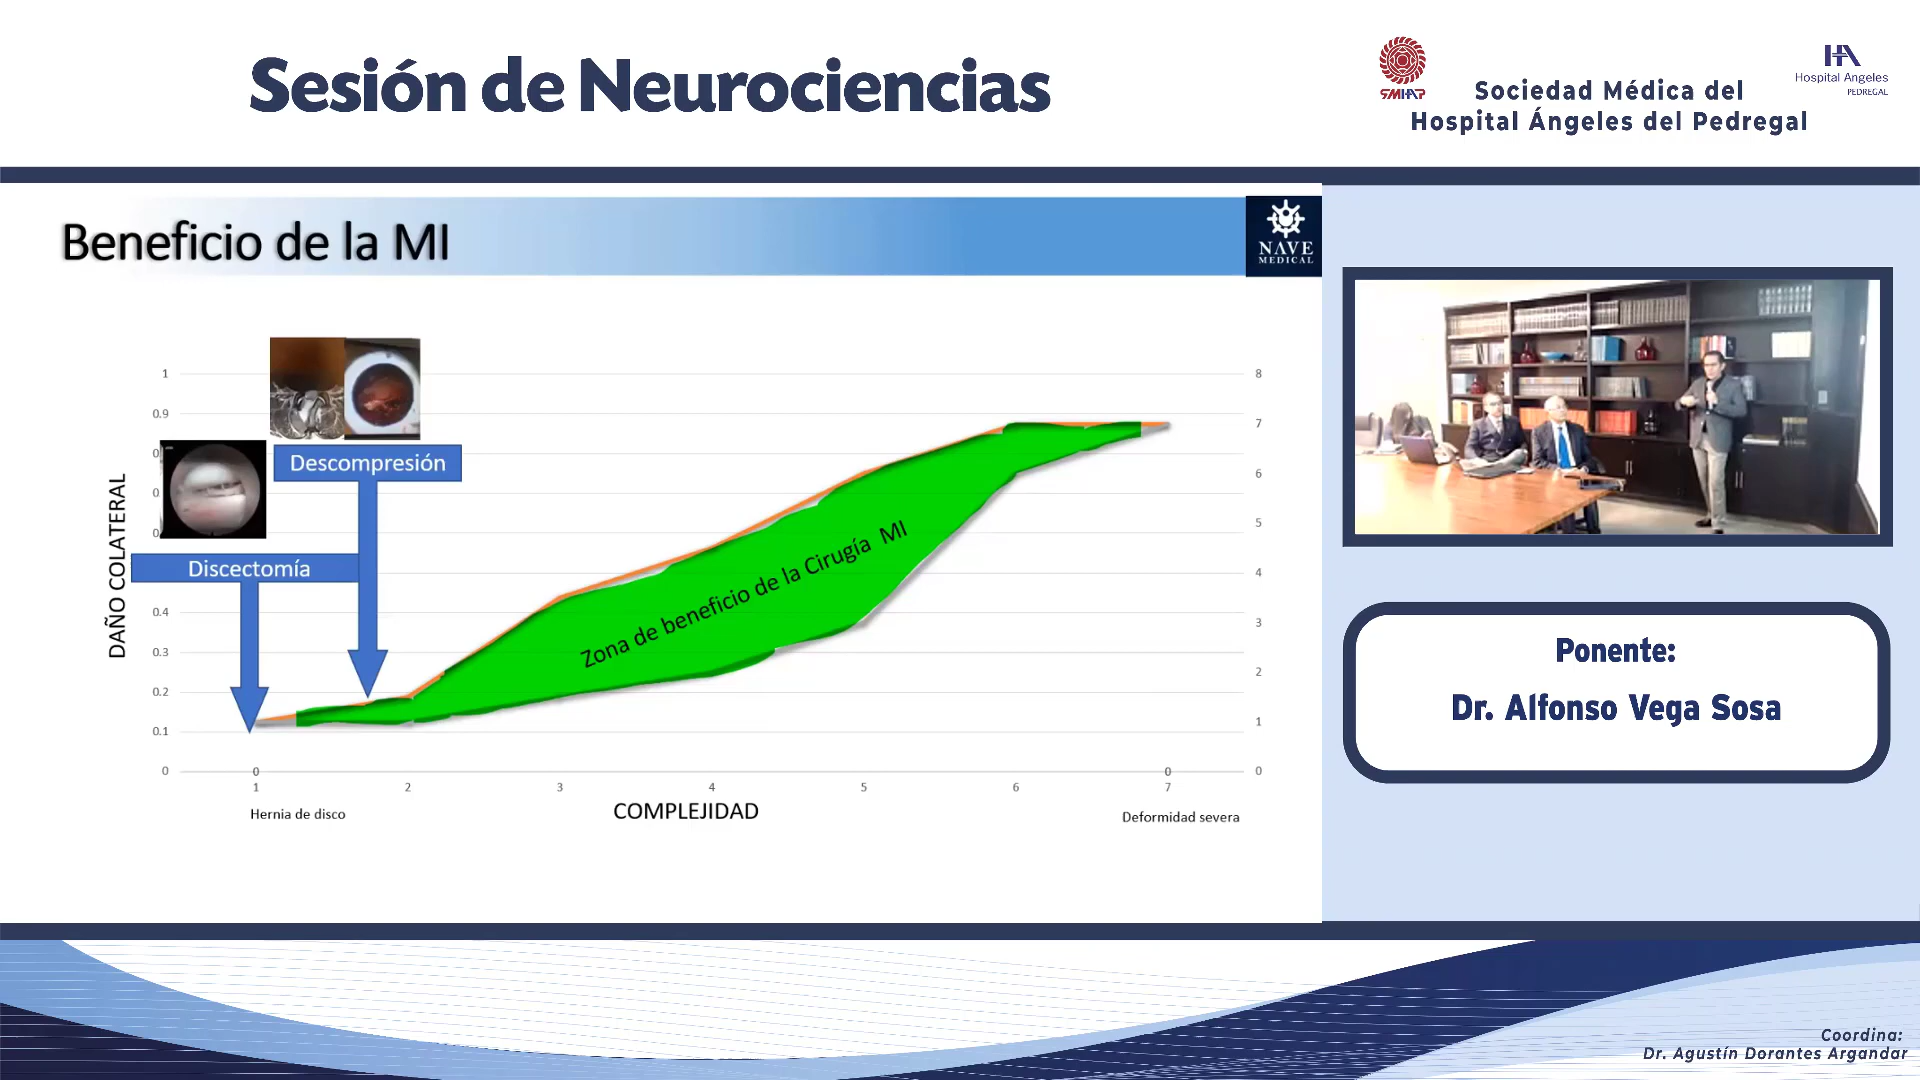 Sesión de Neurociencias
SMHAP
Sociedad Médica del
Hospital Ángeles del Pedregal
HA
Hospital Angeles
PEDREGAL
Beneficio de la MI
NAVE
MEDICAL
Descompresión
Discectomía
DAÑO COLATERAL
1
0.9
0
0
0
0.4
0.3
0.2
0.1
0
8
7
6
5
4
3
2
1
0
Zona de beneficio de la Cirugía MI
0
0
1
2
3
4
5
6
7
Hernia de disco
COMPLEJIDAD
Deformidad severa
Ponente:
Dr. Alfonso Vega Sosa
Coordina:
Dr. Agustín Dorantes Argandar